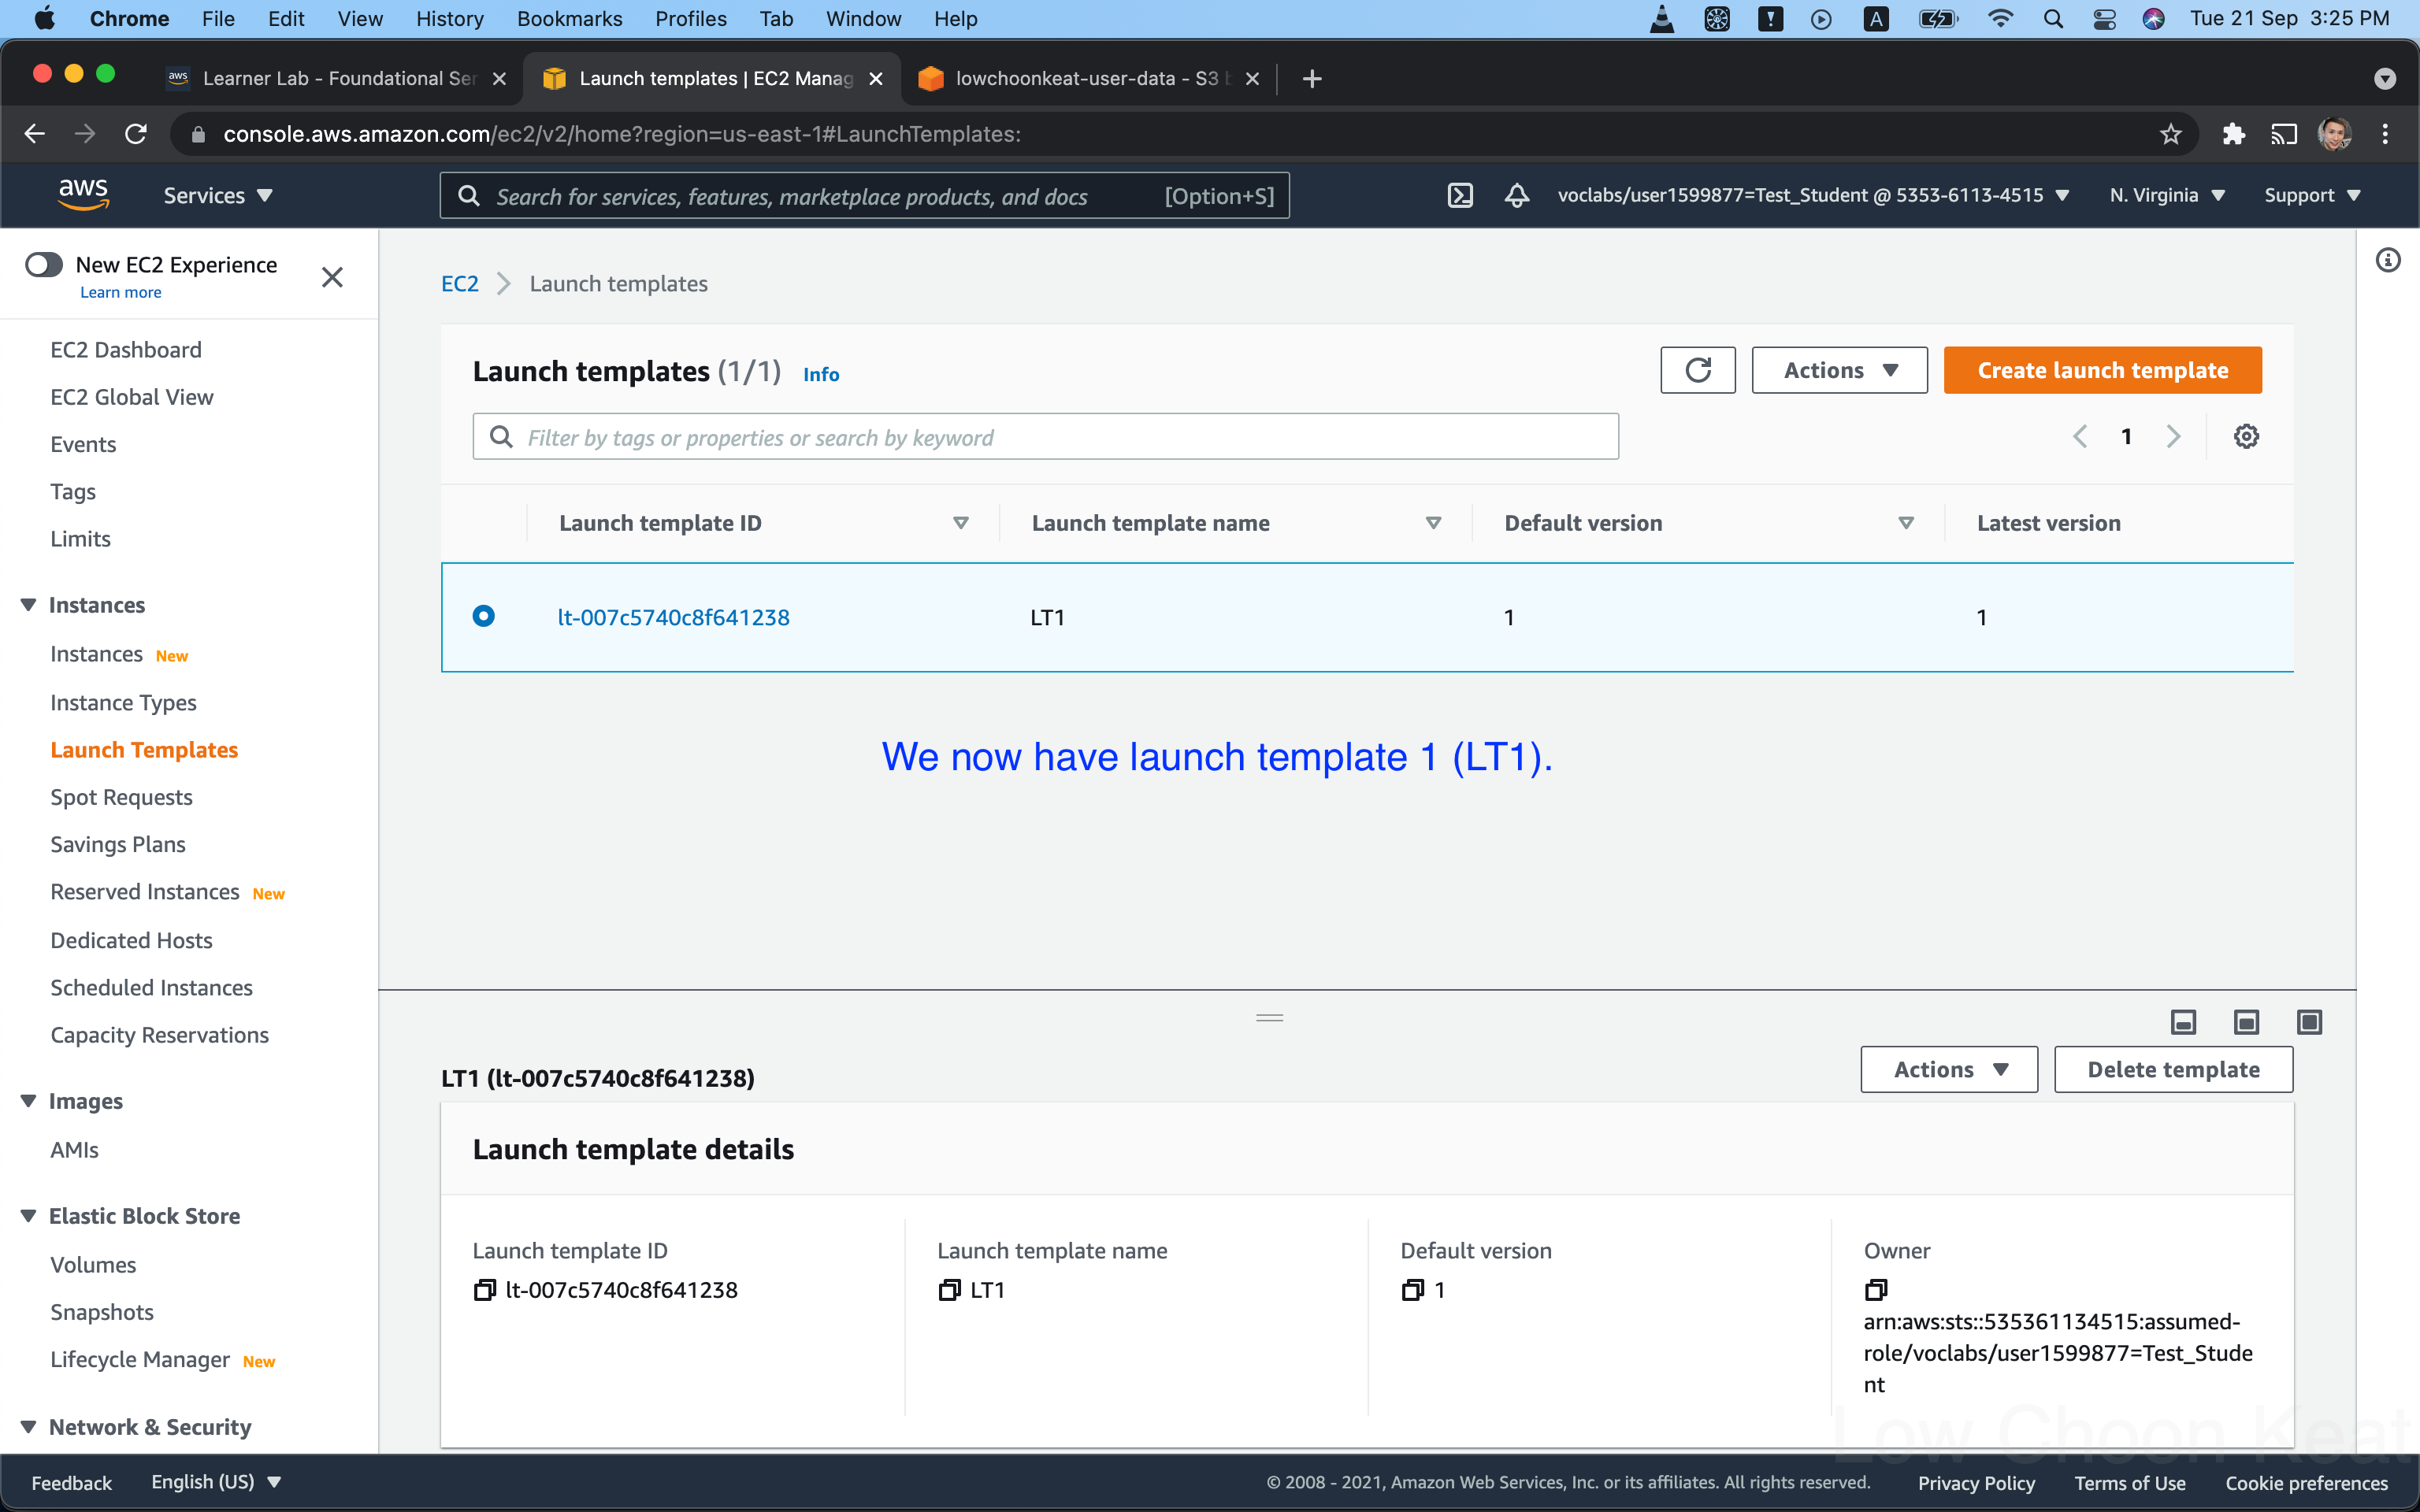 Chrome File Edit View History Bookmarks Profiles Tab Window Help A Tue 21 Sep 3:25 PM
aws Learner Lab - Foundational Ser Launch templates | EC2 Manag lowchoonkeat-user-data - S3 b
console.aws.amazon.com/ec2/v2/home?region=us-east-1#LaunchTemplates:
aws Services Search for services, features, marketplace products, and docs [Option+S] voclabs/user1599877=Test_Student @ 5353-6113-4515 N. Virginia Support
New EC2 Experience
Learn more
EC2 Dashboard
EC2 Global View
Events
Tags
Limits
Instances
Instances New
Instance Types
Launch Templates
Spot Requests
Savings Plans
Reserved Instances New
Dedicated Hosts
Scheduled Instances
Capacity Reservations
Images
AMIs
Elastic Block Store
Volumes
Snapshots
Lifecycle Manager New
Network & Security
EC2 Launch templates
Launch templates (1/1) Info
Actions Create launch template
Filter by tags or properties or search by keyword
1
Launch template ID Launch template name Default version Latest version
lt-007c5740c8f641238 LT1 1 1
We now have launch template 1 (LT1).
LT1 (lt-007c5740c8f641238)
Actions Delete template
Launch template details
Launch template ID
lt-007c5740c8f641238
Launch template name
LT1
Default version
1
Owner
arn:aws:sts::535361134515:assumed-
role/voclabs/user1599877=Test_Stude
nt
Low Choon Keat
Feedback English (US) © 2008 - 2021, Amazon Web Services, Inc. or its affiliates. All rights reserved. Privacy Policy Terms of Use Cookie preferences